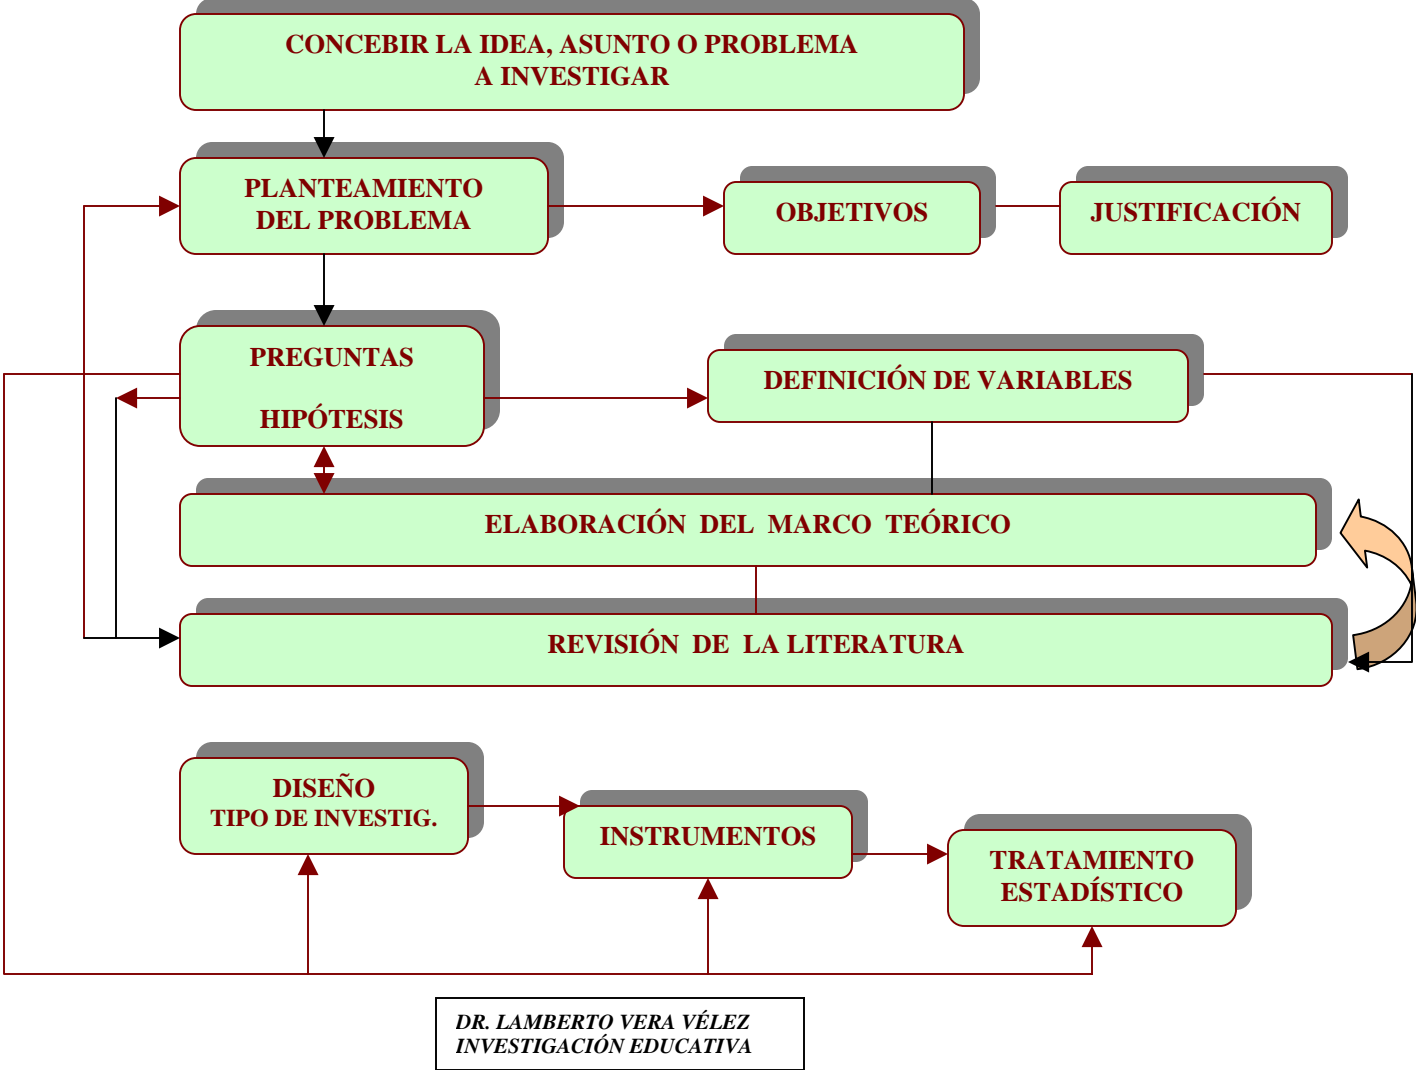 CONCEBIR LA IDEA, ASUNTO O PROBLEMA
A INVESTIGAR
PLANTEAMIENTO
DEL PROBLEMA
OBJETIVOS
JUSTIFICACIÓN
PREGUNTAS
HIPÓTESIS
DEFINICIÓN DE VARIABLES
ELABORACIÓN DEL MARCO TEÓRICO
REVISIÓN DE LA LITERATURA
DISEÑO
TIPO DE INVESTIG.
INSTRUMENTOS
TRATAMIENTO
ESTADÍSTICO
DR. LAMBERTO VERA VÉLEZ
INVESTIGACIÓN EDUCATIVA